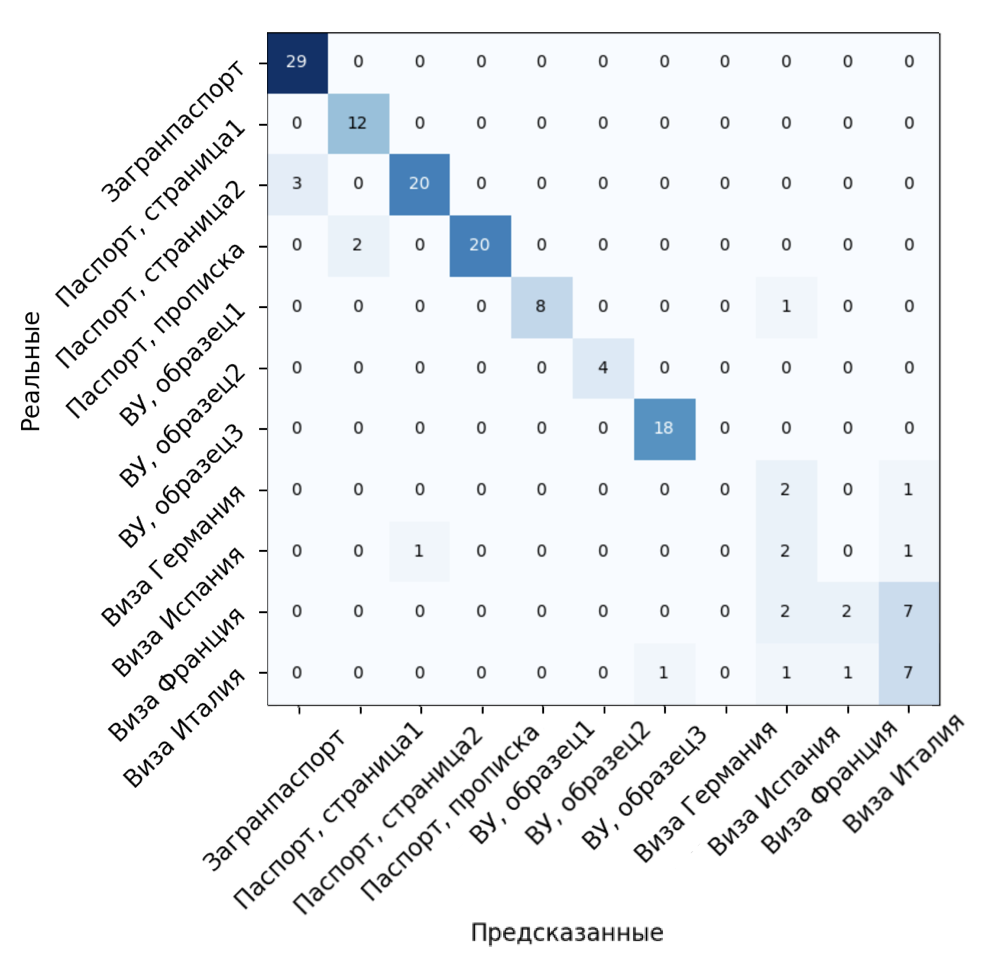 Реальные
Загранпаспорт
Паспорт, страница1
Паспорт, страница2
Паспорт, прописка
ВУ, образец1
ВУ, образец2
ВУ, образец3
Виза Германия
Виза Испания
Виза Франция
Виза Италия
29 0 0 0 0 0 0 0 0 0 0
0 12 0 0 0 0 0 0 0 0 0
3 0 20 0 0 0 0 0 0 0 0
0 2 0 20 0 0 0 0 0 0 0
0 0 0 0 8 0 0 0 1 0 0
0 0 0 0 0 4 0 0 0 0 0
0 0 0 0 0 0 18 0 0 0 0
0 0 0 0 0 0 0 0 2 0 1
0 0 1 0 0 0 0 0 2 0 1
0 0 0 0 0 0 0 0 2 2 7
0 0 0 0 0 0 1 0 1 1 7
Загранпаспорт
Паспорт, страница1
Паспорт, страница2
Паспорт, прописка
ВУ, образец1
ВУ, образец2
ВУ, образец3
Виза Германия
Виза Испания
Виза Франция
Виза Италия
Предсказанные